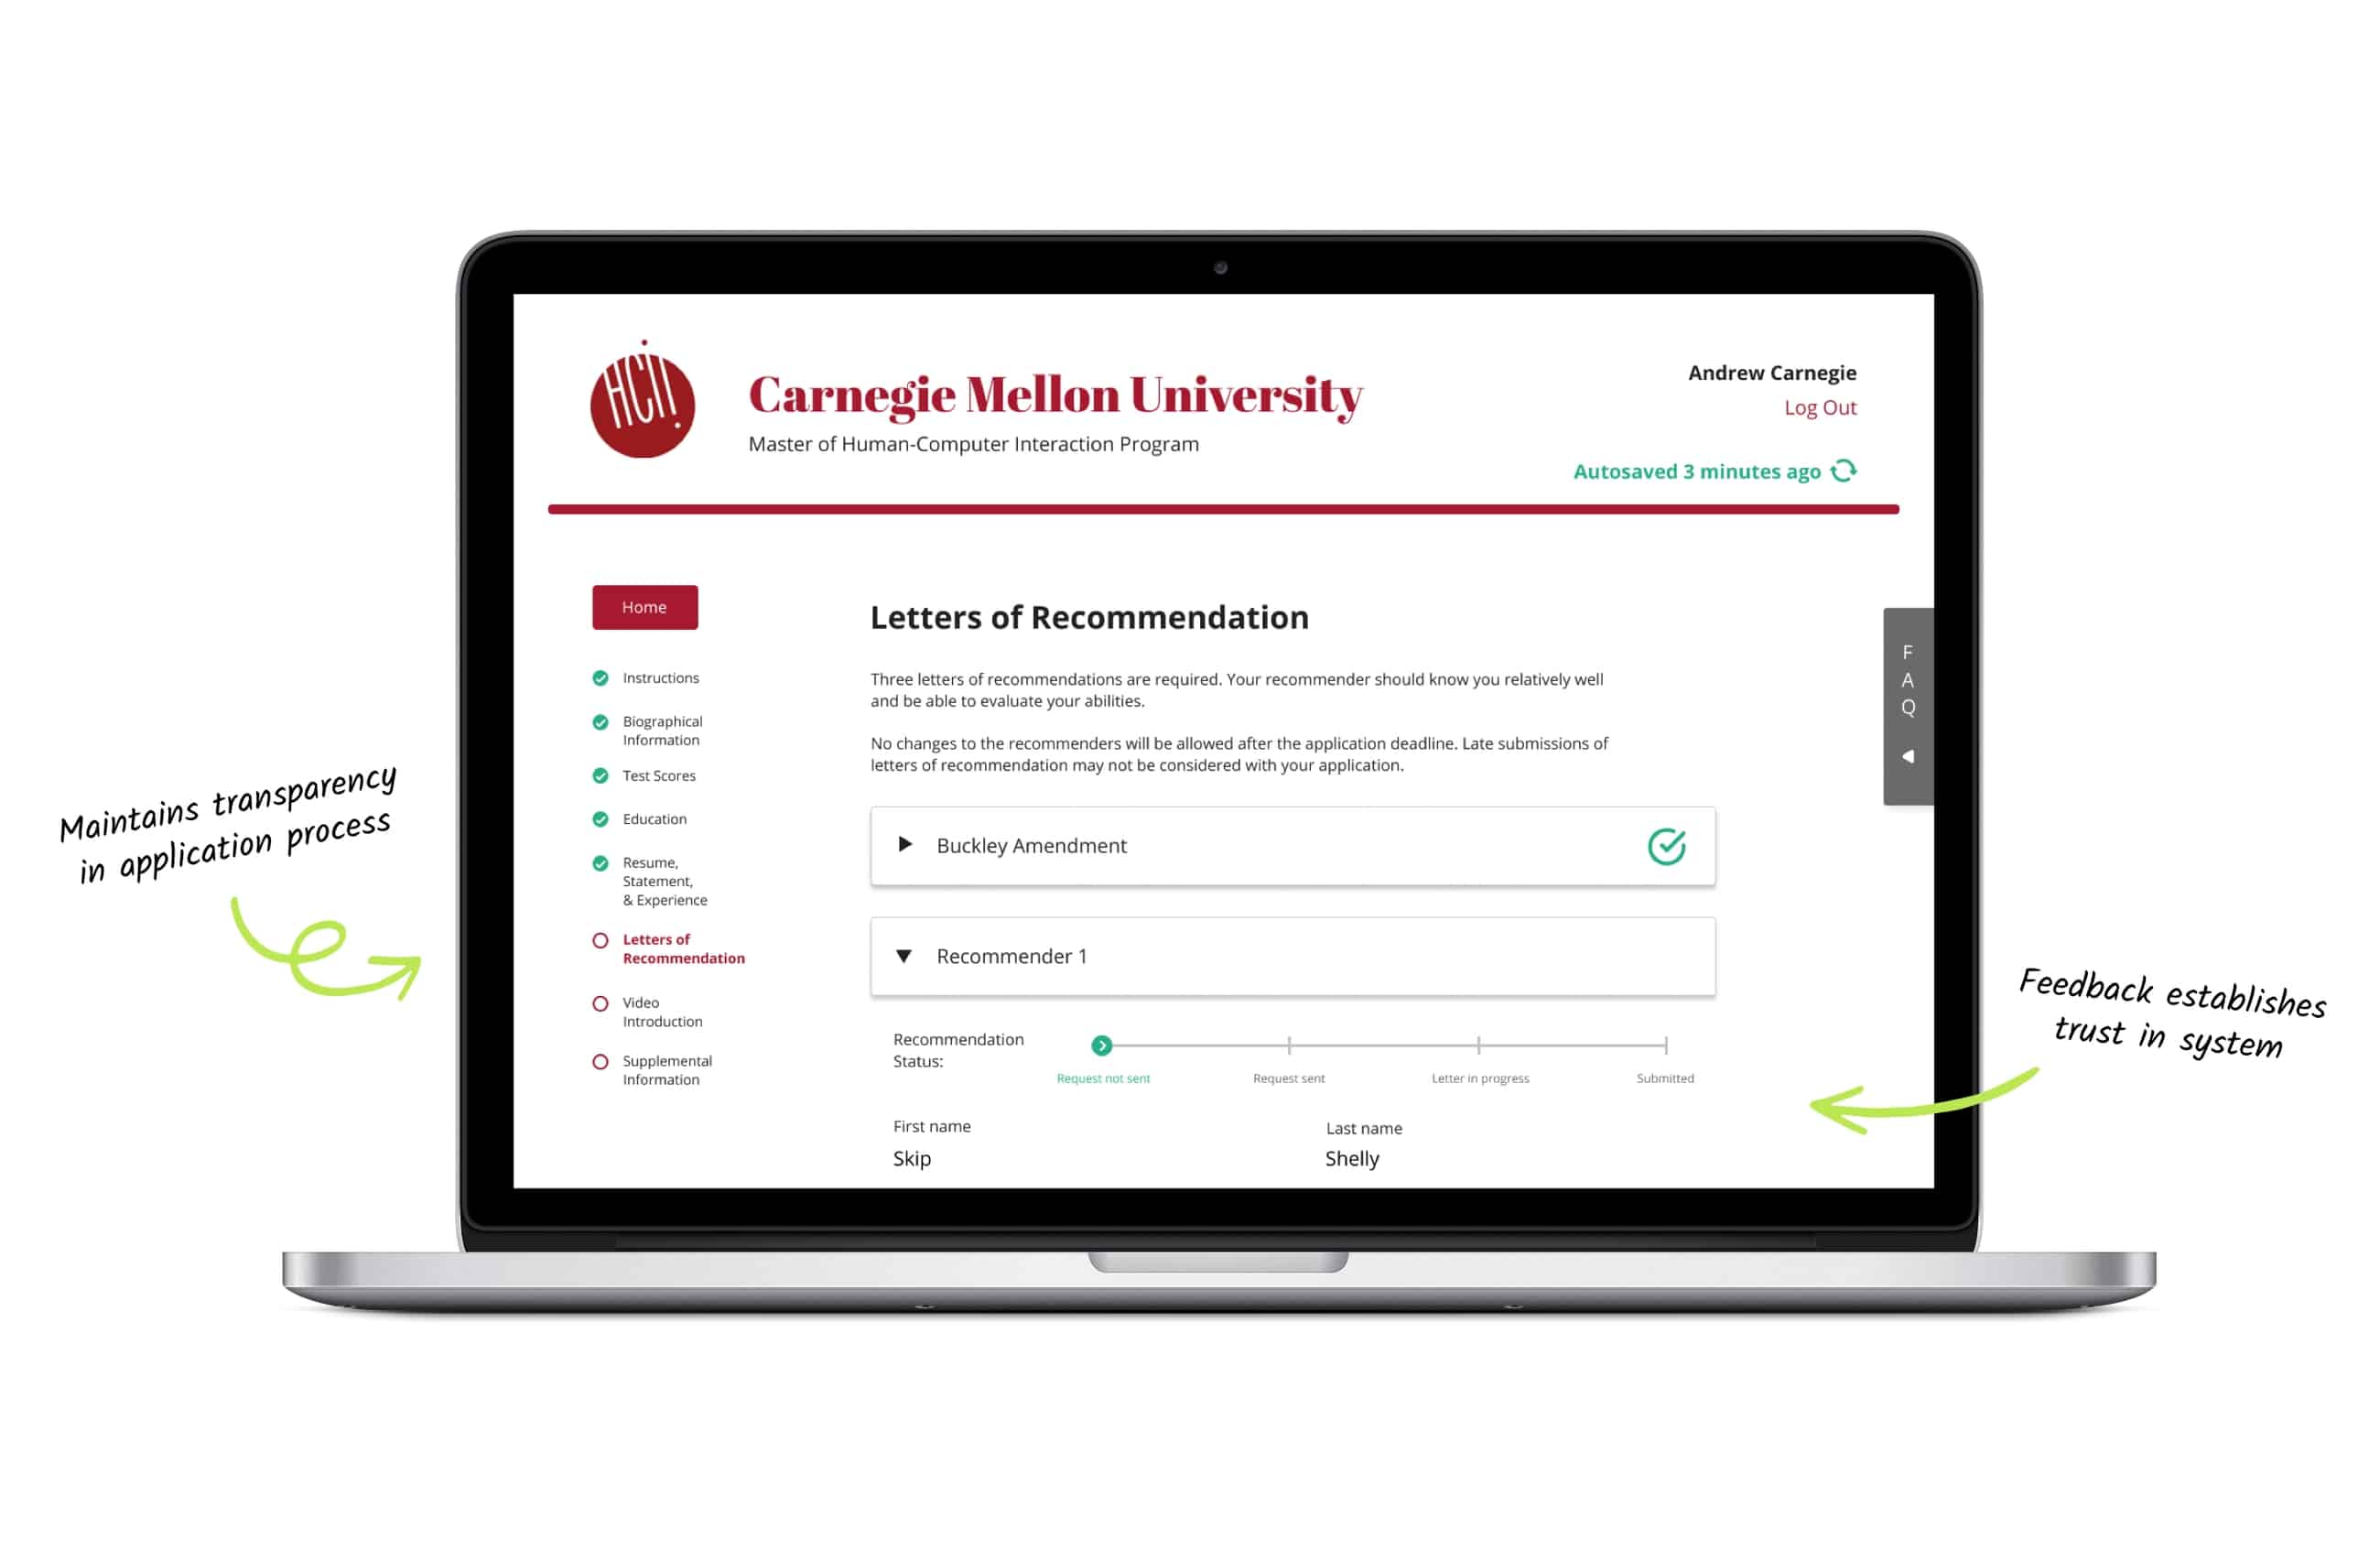 HCII
Carnegie Mellon University
Master of Human-Computer Interaction Program
Andrew Carnegie
Log Out
Autosaved 3 minutes ago
Home
Instructions
Biographical
Information
Test Scores
Education
Resume,
Statement,
& Experience
Letters of
Recommendation
Video
Introduction
Supplemental
Information
Letters of Recommendation
Three letters of recommendations are required. Your recommender should know you relatively well
and be able to evaluate your abilities.
No changes to the recommenders will be allowed after the application deadline. Late submissions of
letters of recommendation may not be considered with your application.
Buckley Amendment
Recommender 1
Recommendation
Status:
Request not sent
Request sent
Letter in progress
Submitted
First name
Skip
Last name
Shelly
F
A
Q
Maintains transparency
in application process
Feedback establishes
trust in system